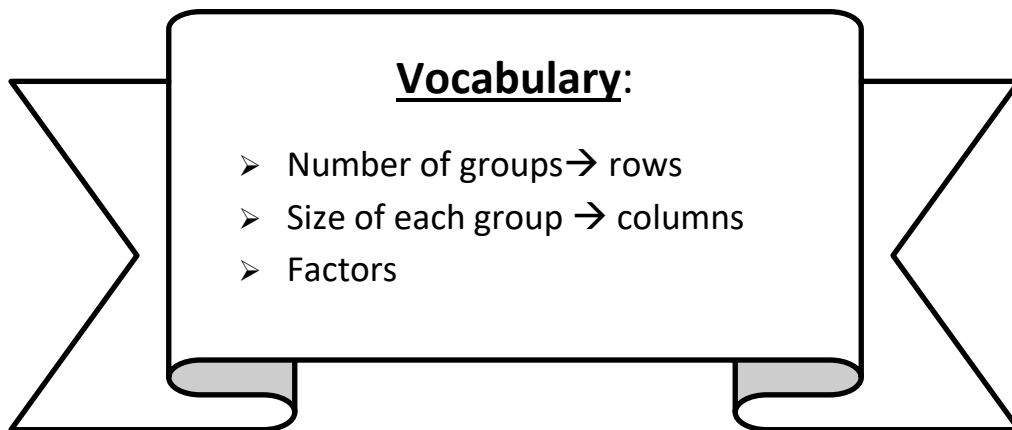 Vocabulary:
➢ Number of groups→ rows
➢ Size of each group → columns
➢ Factors